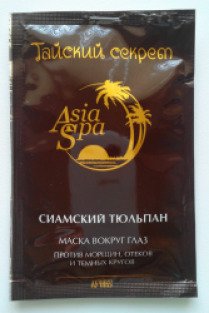 Тайский секрет
Asia
Spa
СИАМСКИЙ ТЮЛЬПАН
МАСКА ВОКРУГ ГЛАЗ
ПРОТИВ МОРЩИН, ОТЕКОВ
И ТЕМНЫХ КРУГОВ